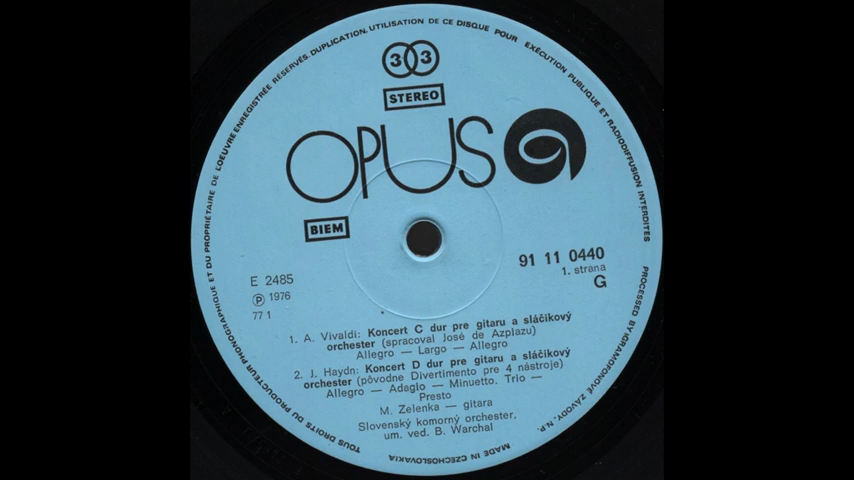 33
STEREO
OPUS
BIEM
91 11 0440
1. strana
G
E 2485
Ⓟ 1976
77 1
1. A. Vivaldi: Koncert C dur pre gitaru a sláčikový
orchester (spracoval José de Azplazu)
Allegro — Largo — Allegro
2. J. Haydn: Koncert D dur pre gitaru a sláčikový
orchester (pôvodne Divertimento pre 4 nástroje)
Allegro — Adagio — Minuetto. Trio —
Presto
M. Zelenka — gitara
Slovenský komorný orchester,
um. ved. B. Warchal
TOUS DROITS DU PRODUCTEUR PHONOGRAPHIQUE ET DU PROPRIÉTAIRE DE L'OEUVRE ENREGISTRÉE RÉSERVÉS. DUPLICATION, UTILISATION DE CE DISQUE POUR EXÉCUTION PUBLIQUE ET RADIODIFFUSION INTERDITES
PROCESSED BY GRAMOFONOVÉ ZÁVODY, N.P.
MADE IN CZECHOSLOVAKIA